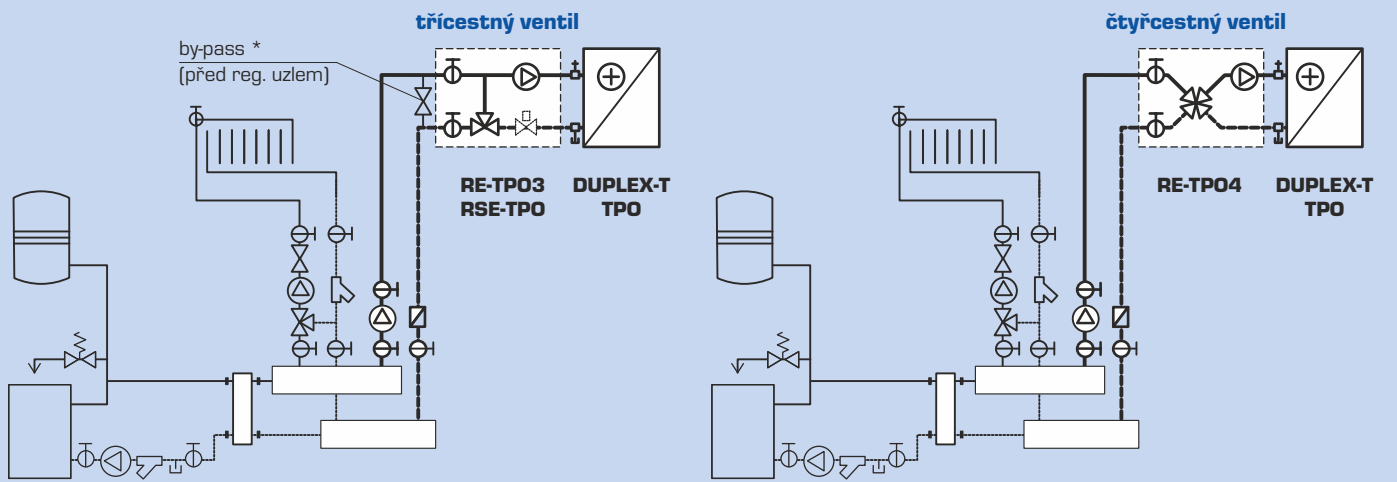 třícestný ventil
by-pass *
(před reg. uzlem)
RE-TPO3
RSE-TPO
DUPLEX-T
TPO
čtyřcestný ventil
RE-TPO4
DUPLEX-T
TPO